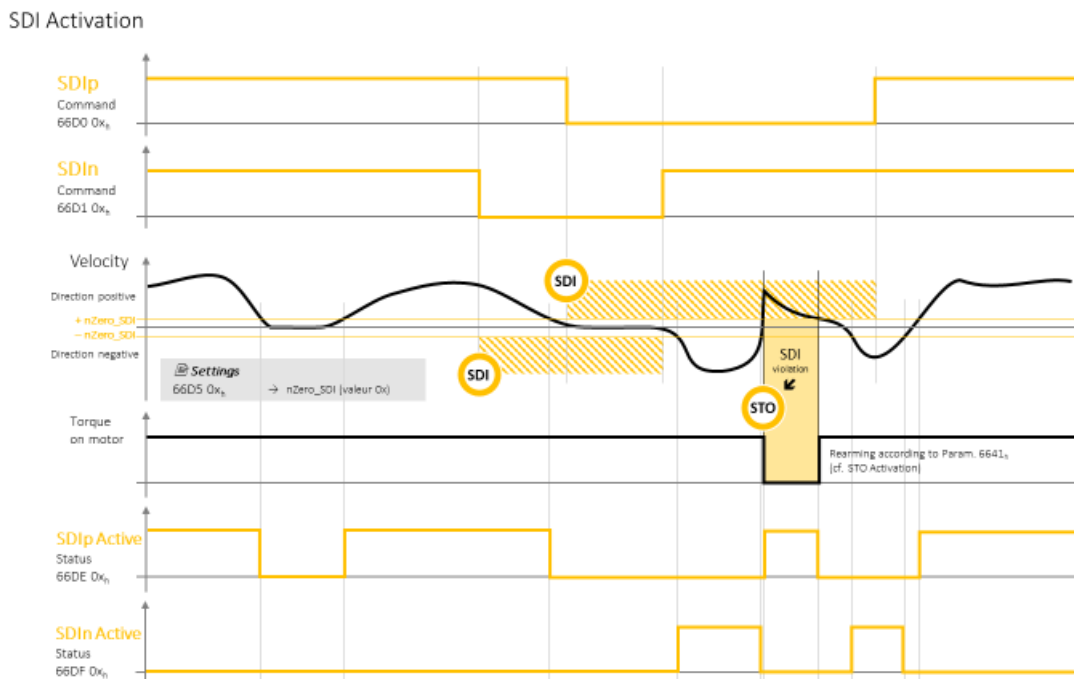 SDI Activation
SDIp
Command
66D0 0xₕ
SDIn
Command
66D1 0xₕ
Velocity
Direction positive
+ nZero_SDI
− nZero_SDI
Direction negative
SDI
SDI
SDI
violation
Settings
66D5 0xₕ → nZero_SDI (valeur 0x)
STO
Torque
on motor
Rearming according to Param. 6641ₕ
(cf. STO Activation)
SDIp Active
Status
66DE 0xₕ
SDIn Active
Status
66DF 0xₕ